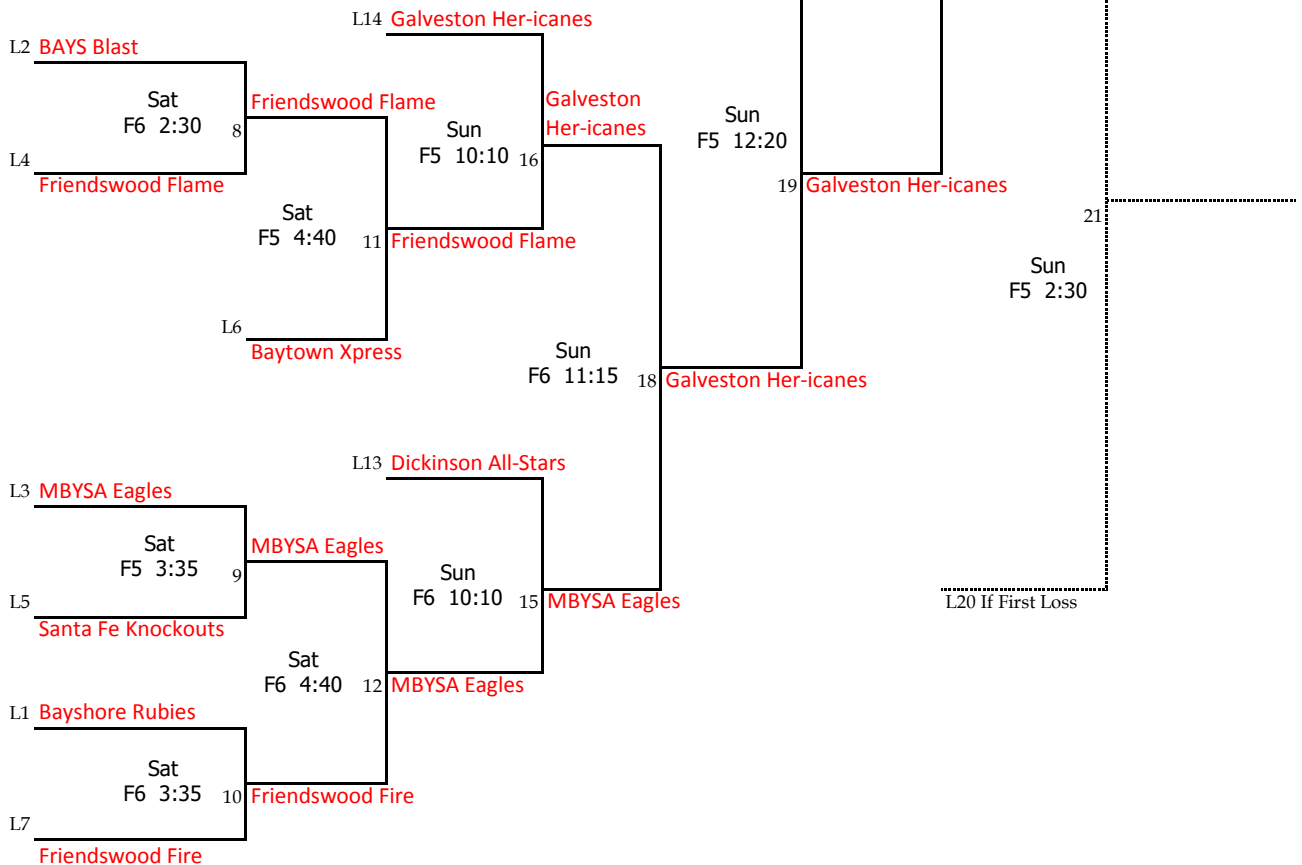 L14 Galveston Her-icanes
L2 BAYS Blast
Sat
F6 2:30
8
Friendswood Flame
L4
Friendswood Flame
Sun
F5 10:10
16
Galveston
Her-icanes
Sun
F5 12:20
19
Galveston Her-icanes
Sat
F5 4:40
11
Friendswood Flame
21
Sun
F5 2:30
L6
Baytown Xpress
Sun
F6 11:15
18
Galveston Her-icanes
L13 Dickinson All-Stars
L3 MBYSA Eagles
Sat
F5 3:35
9
MBYSA Eagles
L5
Santa Fe Knockouts
Sun
F6 10:10
15
MBYSA Eagles
L20 If First Loss
Sat
F6 4:40
12
MBYSA Eagles
L1 Bayshore Rubies
Sat
F6 3:35
10
Friendswood Fire
L7
Friendswood Fire